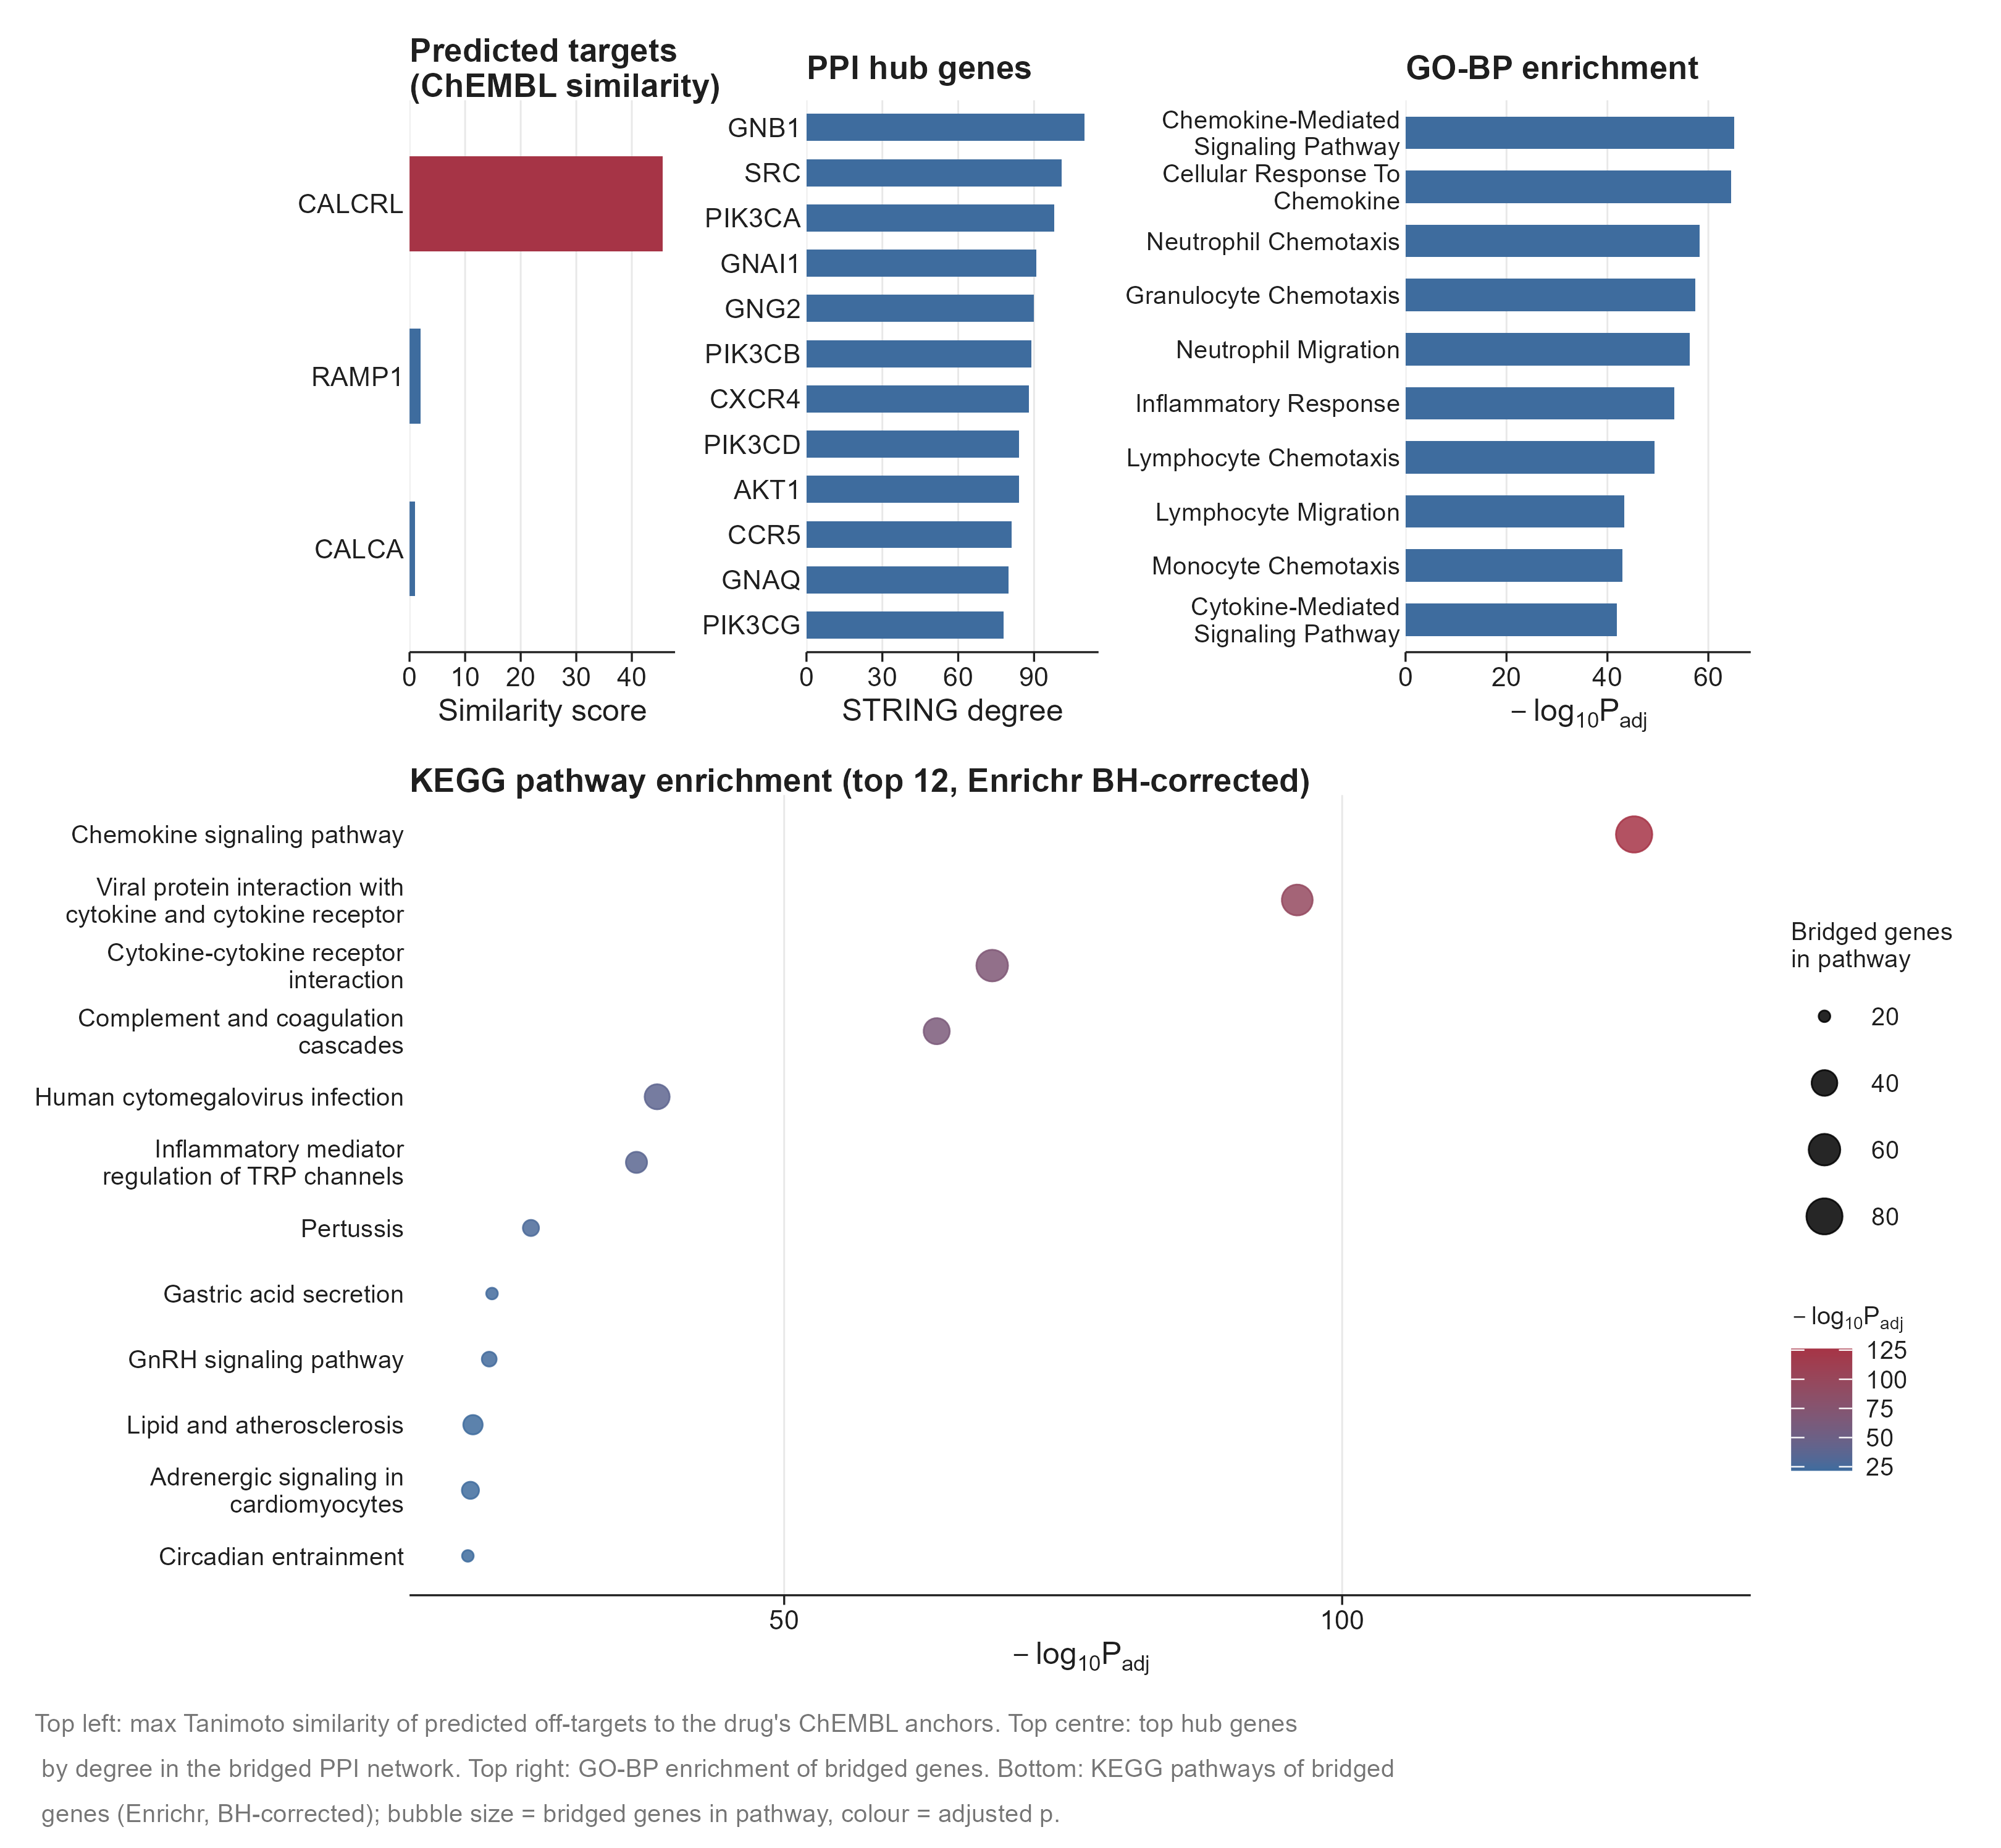 Predicted targets
(ChEMBL similarity)
CALCRL
RAMP1
CALCA
0 10 20 30 40
Similarity score
PPI hub genes
GNB1
SRC
PIK3CA
GNAI1
GNG2
PIK3CB
CXCR4
PIK3CD
AKT1
CCR5
GNAQ
PIK3CG
0 30 60 90
STRING degree
GO-BP enrichment
Chemokine-Mediated
Signaling Pathway
Cellular Response To
Chemokine
Neutrophil Chemotaxis
Granulocyte Chemotaxis
Neutrophil Migration
Inflammatory Response
Lymphocyte Chemotaxis
Lymphocyte Migration
Monocyte Chemotaxis
Cytokine-Mediated
Signaling Pathway
0 20 40 60
− log10Padj
KEGG pathway enrichment (top 12, Enrichr BH-corrected)
Chemokine signaling pathway
Viral protein interaction with
cytokine and cytokine receptor
Cytokine-cytokine receptor
interaction
Complement and coagulation
cascades
Human cytomegalovirus infection
Inflammatory mediator
regulation of TRP channels
Pertussis
Gastric acid secretion
GnRH signaling pathway
Lipid and atherosclerosis
Adrenergic signaling in
cardiomyocytes
Circadian entrainment
50 100
− log10Padj
Bridged genes
in pathway
20
40
60
80
− log10Padj
125
100
75
50
25
Top left: max Tanimoto similarity of predicted off-targets to the drug's ChEMBL anchors. Top centre: top hub genes
by degree in the bridged PPI network. Top right: GO-BP enrichment of bridged genes. Bottom: KEGG pathways of bridged
genes (Enrichr, BH-corrected); bubble size = bridged genes in pathway, colour = adjusted p.